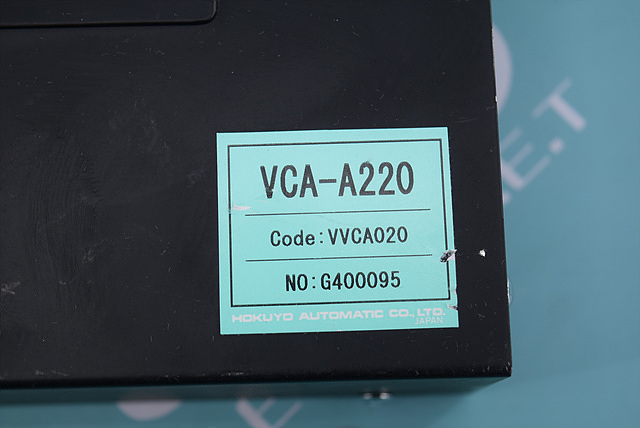 VCA-A220
Code:VVCA020
NO:G400095
HOKUYO AUTOMATIC CO.,LTD.
JAPAN